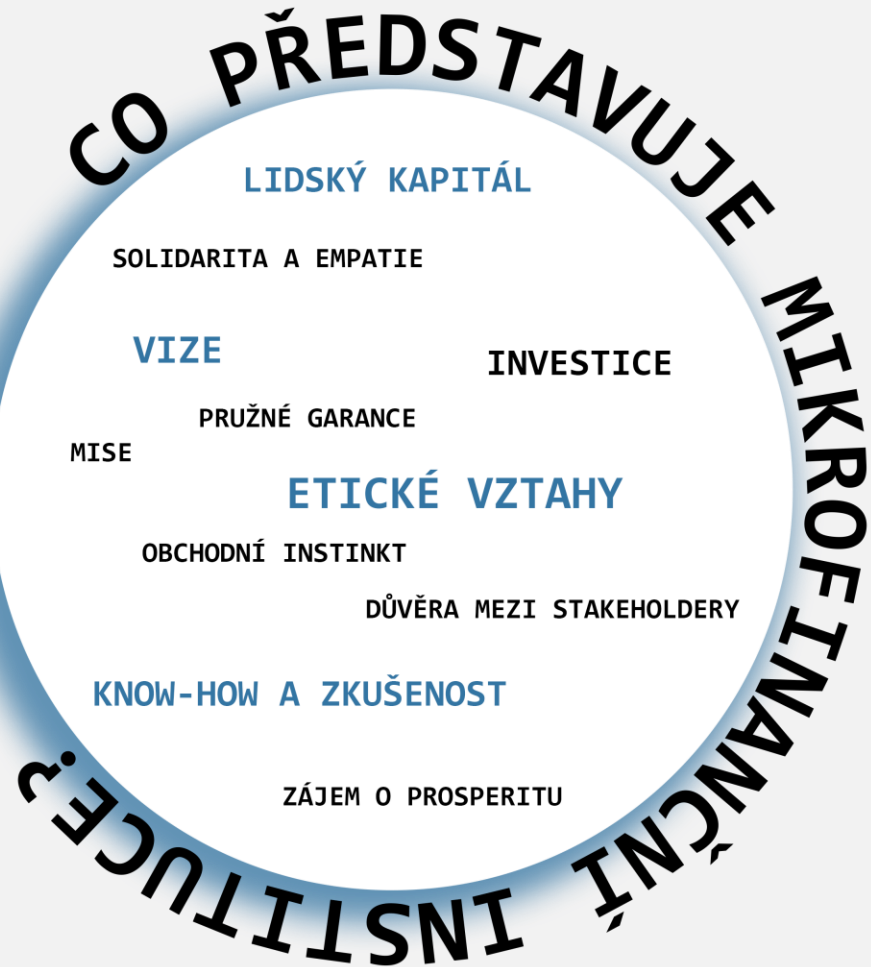 CO PŘEDSTAVUJE MIKROFINANČNÍ INSTITUCE?
LIDSKÝ KAPITÁL
SOLIDARITA A EMPATIE
VIZE
INVESTICE
PRUŽNÉ GARANCE
MISE
ETICKÉ VZTAHY
OBCHODNÍ INSTINKT
DŮVĚRA MEZI STAKEHOLDERY
KNOW-HOW A ZKUŠENOST
ZÁJEM O PROSPERITU